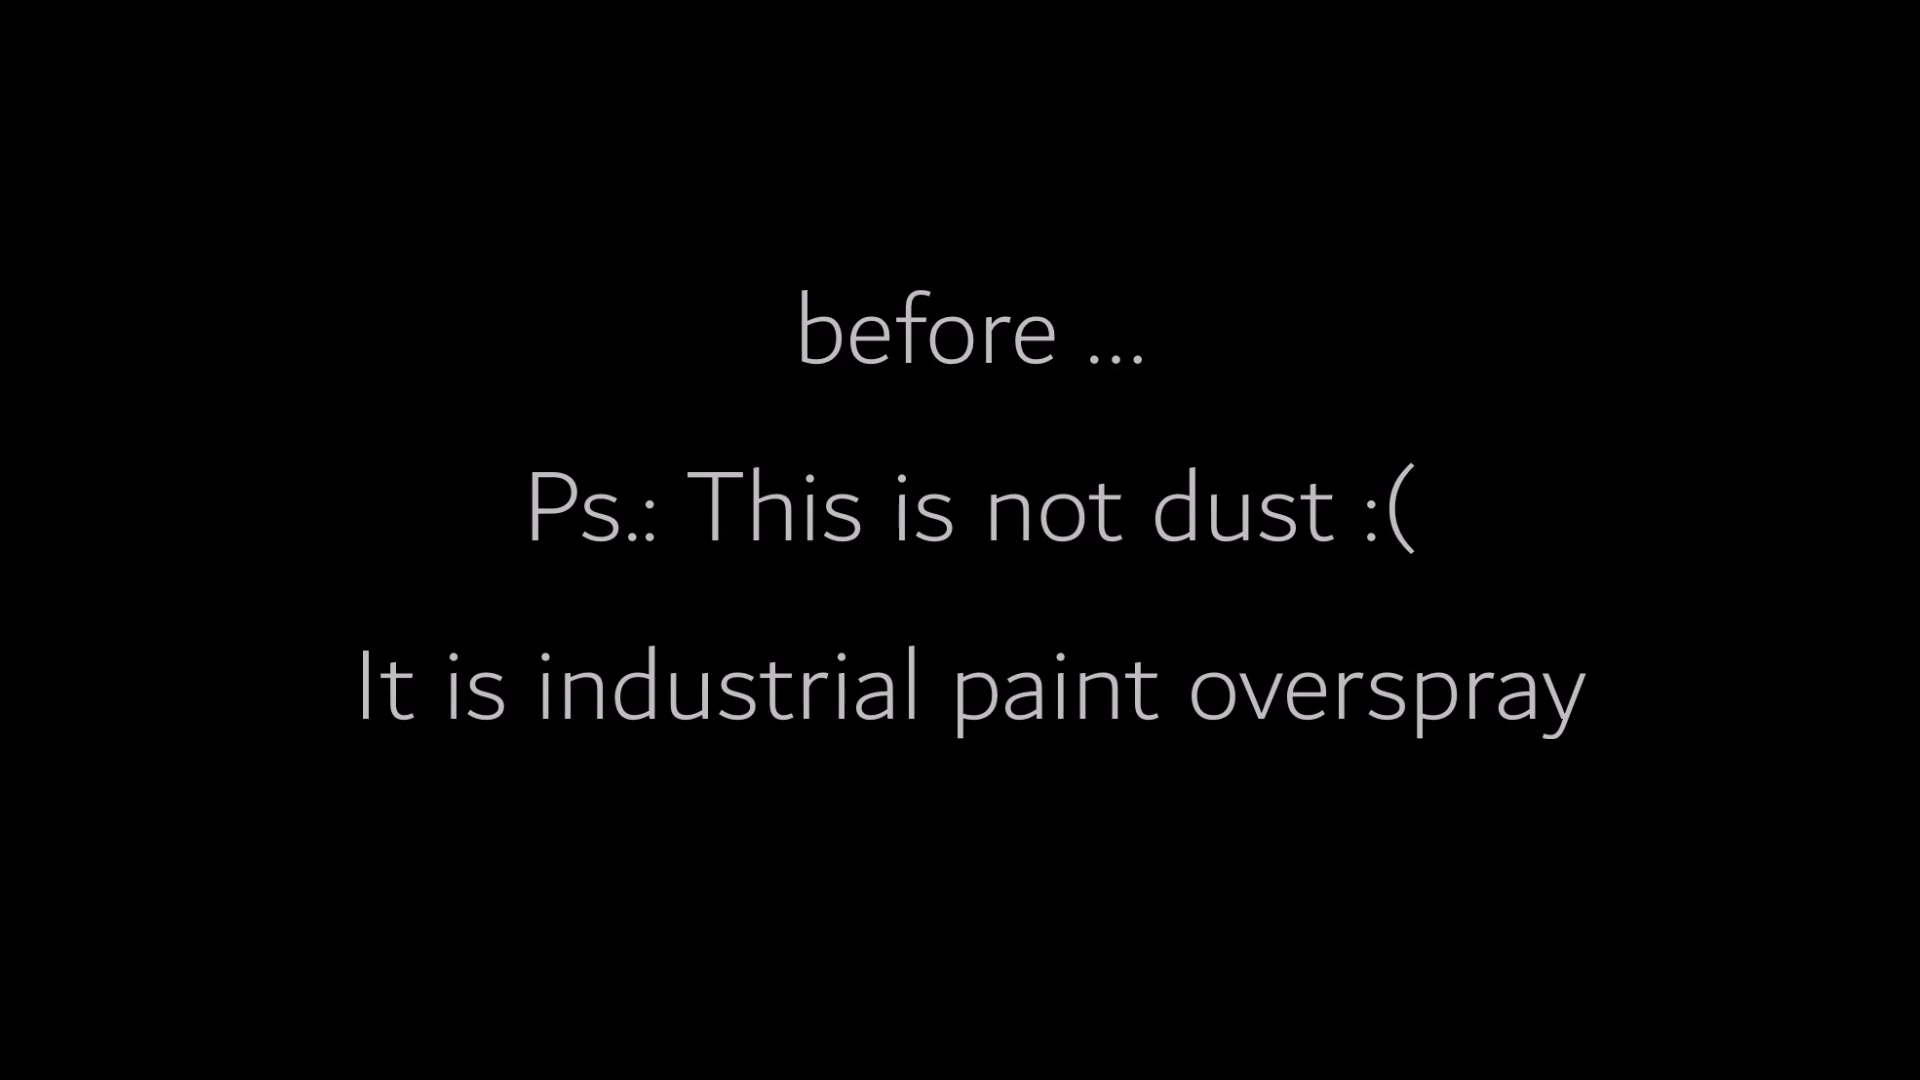 before ...
Ps.: This is not dust :(
It is industrial paint overspray